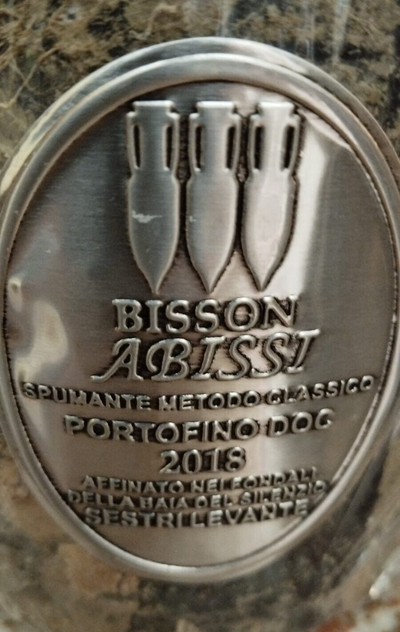 BISSON
ABISSI
SPUMANTE METODO CLASSICO
PORTOFINO DOC
2018
AFFINATO NEI FONDALI
DELLA BAIA DEL SILENZIO
SESTRI LEVANTE